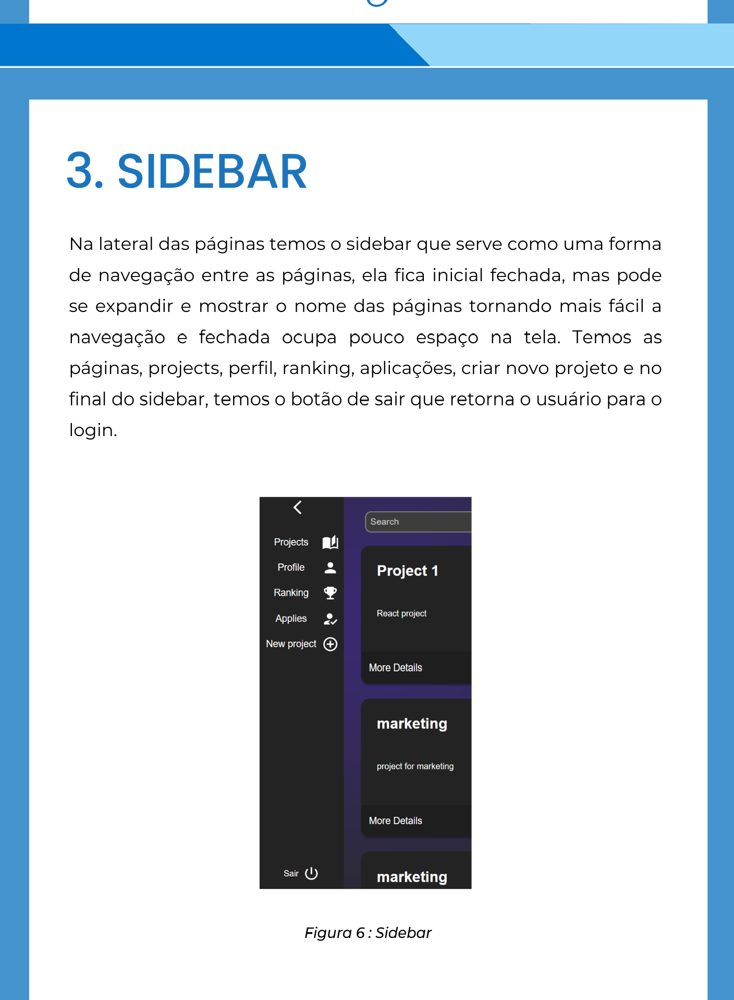 3. SIDEBAR
Na lateral das páginas temos o sidebar que serve como uma forma
de navegação entre as páginas, ela fica inicial fechada, mas pode
se expandir e mostrar o nome das páginas tornando mais fácil a
navegação e fechada ocupa pouco espaço na tela. Temos as
páginas, projects, perfil, ranking, aplicações, criar novo projeto e no
final do sidebar, temos o botão de sair que retorna o usuário para o
login.
Projects
Profile
Ranking
Applies
New project
Sair
Search
Project 1
React project
More Details
marketing
project for marketing
More Details
marketing
Figura 6 : Sidebar